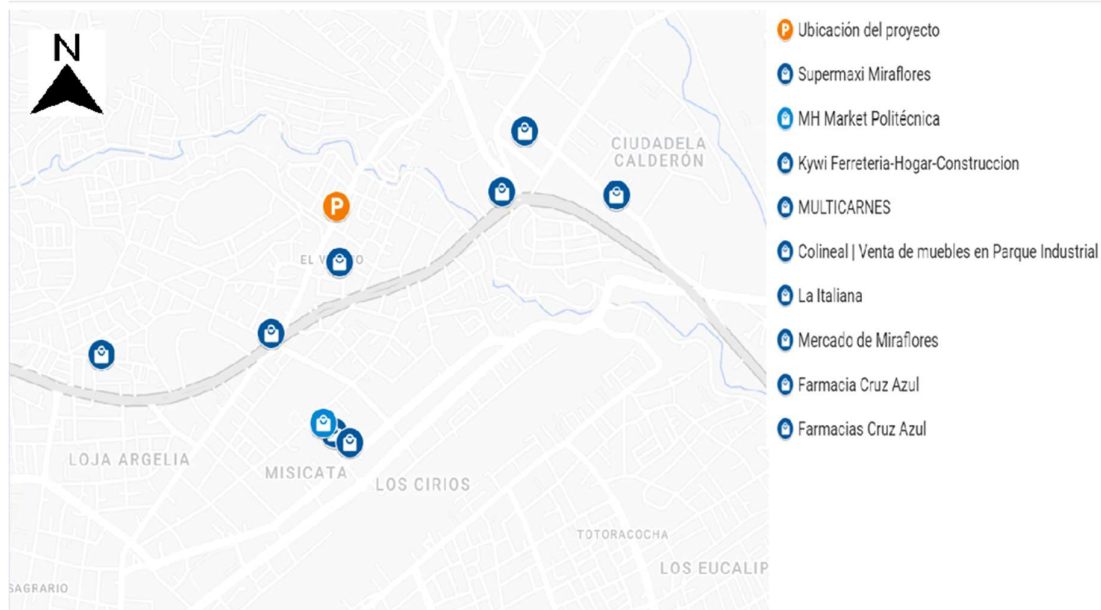 N
P
CIUDADELA
CALDERÓN
EL V
LOJA ARGELIA
MISICATA
LOS CIRIOS
TOTORACOCHA
LOS EUCALIP
SAGRARIO
P Ubicación del proyecto
Supermaxi Miraflores
MH Market Politécnica
Kywi Ferreteria-Hogar-Construccion
MULTICARNES
Colineal | Venta de muebles en Parque Industrial
La Italiana
Mercado de Miraflores
Farmacia Cruz Azul
Farmacias Cruz Azul